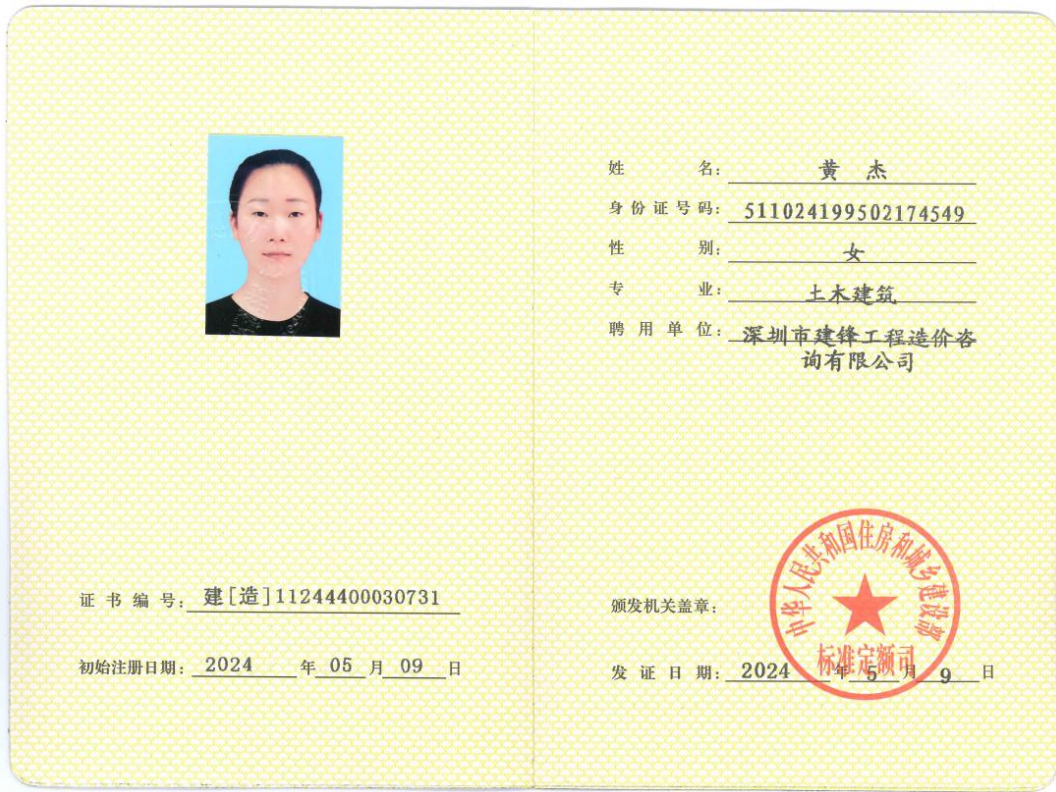 姓名：黄杰
身份证号码：511024199502174549
性别：女
专业：土木建筑
聘用单位：深圳市建锋工程造价咨
询有限公司
证书编号：建[造]11244400030731
初始注册日期：2024年05月09日
颁发机关盖章：
中华人民共和国住房和城乡建设部
标准定额司
发证日期：2024年5月9日